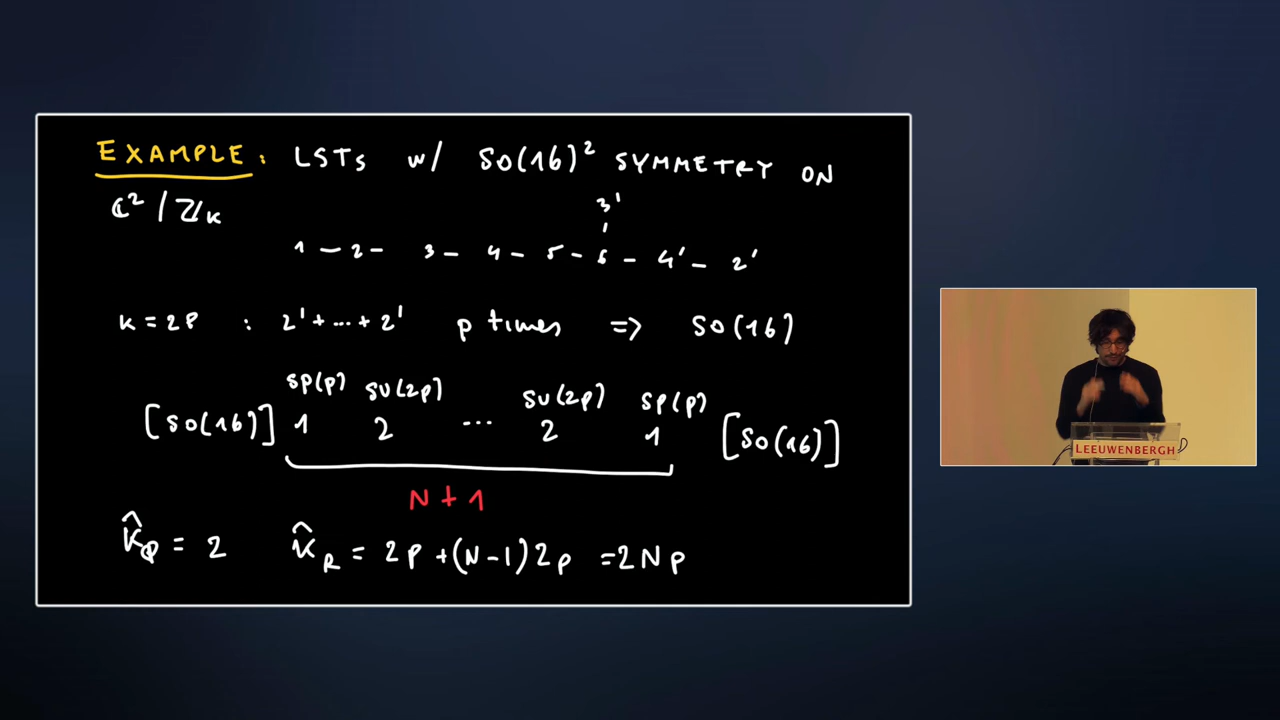 EXAMPLE: LSTs w/ SO(16)² SYMMETRY ON
ℂ² / ℤₖ
3'
1 – 2 – 3 – 4 – 5 – 6 – 4' – 2'
k = 2P : 2' + ... + 2' p times => SO(16)
sp(p) su(2p) su(2p) sp(p)
[SO(16)] 1 2 ... 2 1 [SO(16)]
N + 1
κ̂_P = 2 κ̂_R = 2p + (N-1) 2p = 2Np
LEEUWENBERGH